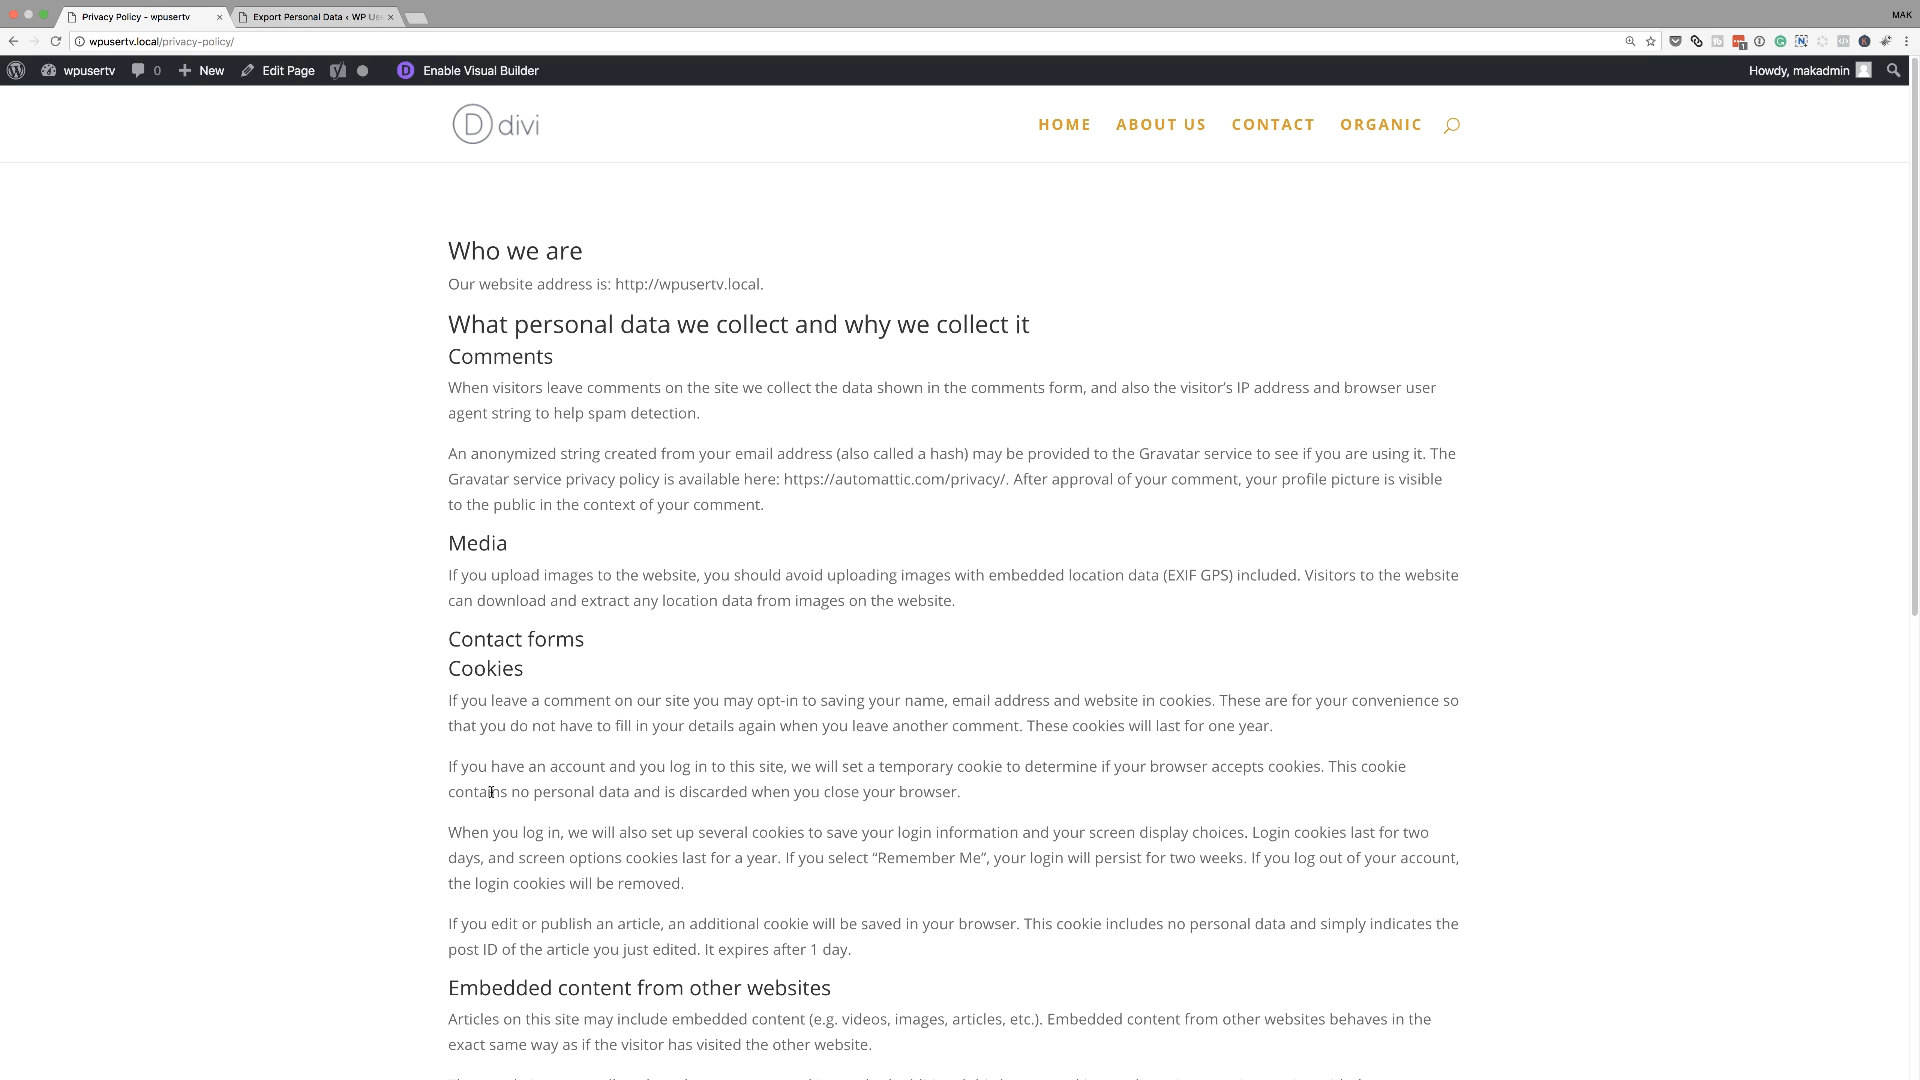 Privacy Policy - wpusertv
Export Personal Data ‹ WP Us
MAK
wpusertv.local/privacy-policy/
wpusertv
0
New
Edit Page
D Enable Visual Builder
Howdy, makadmin
D divi
HOME
ABOUT US
CONTACT
ORGANIC
Who we are
Our website address is: http://wpusertv.local.
What personal data we collect and why we collect it
Comments
When visitors leave comments on the site we collect the data shown in the comments form, and also the visitor’s IP address and browser user
agent string to help spam detection.
An anonymized string created from your email address (also called a hash) may be provided to the Gravatar service to see if you are using it. The
Gravatar service privacy policy is available here: https://automattic.com/privacy/. After approval of your comment, your profile picture is visible
to the public in the context of your comment.
Media
If you upload images to the website, you should avoid uploading images with embedded location data (EXIF GPS) included. Visitors to the website
can download and extract any location data from images on the website.
Contact forms
Cookies
If you leave a comment on our site you may opt-in to saving your name, email address and website in cookies. These are for your convenience so
that you do not have to fill in your details again when you leave another comment. These cookies will last for one year.
If you have an account and you log in to this site, we will set a temporary cookie to determine if your browser accepts cookies. This cookie
contains no personal data and is discarded when you close your browser.
When you log in, we will also set up several cookies to save your login information and your screen display choices. Login cookies last for two
days, and screen options cookies last for a year. If you select “Remember Me”, your login will persist for two weeks. If you log out of your account,
the login cookies will be removed.
If you edit or publish an article, an additional cookie will be saved in your browser. This cookie includes no personal data and simply indicates the
post ID of the article you just edited. It expires after 1 day.
Embedded content from other websites
Articles on this site may include embedded content (e.g. videos, images, articles, etc.). Embedded content from other websites behaves in the
exact same way as if the visitor has visited the other website.